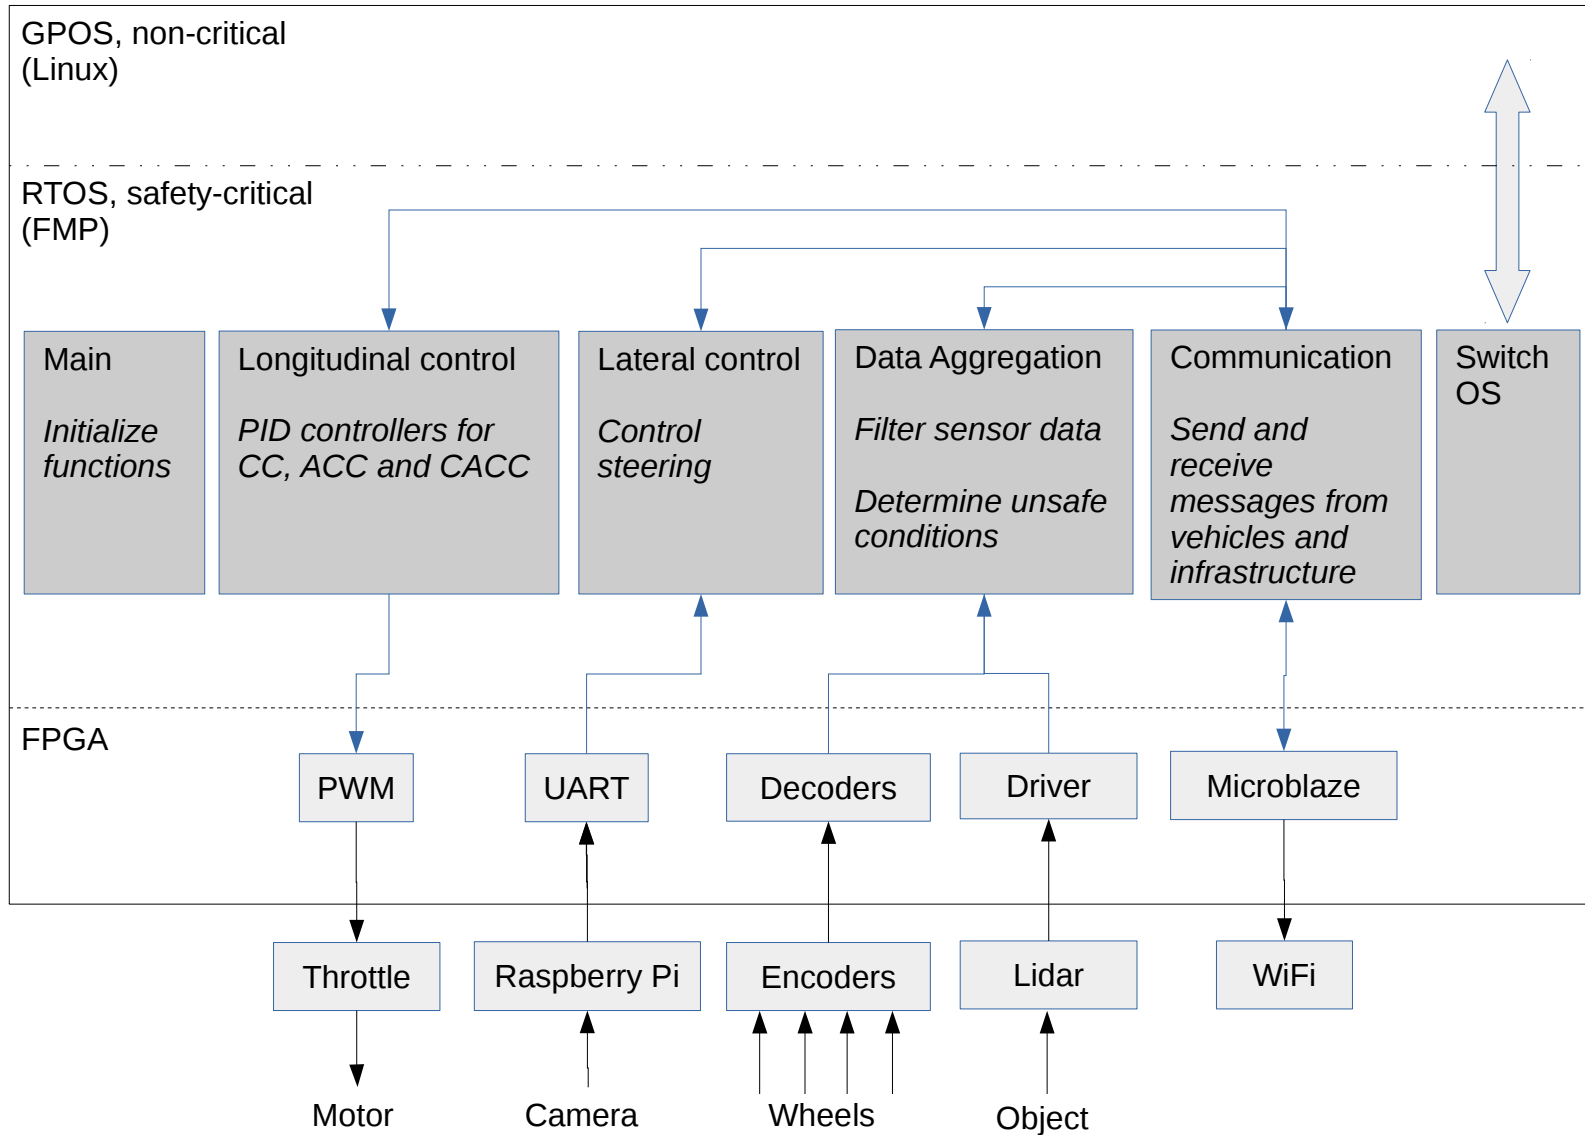 GPOS, non-critical
(Linux)
RTOS, safety-critical
(FMP)
Main
Initialize
functions
Longitudinal control
PID controllers for
CC, ACC and CACC
Lateral control
Control
steering
Data Aggregation
Filter sensor data
Determine unsafe
conditions
Communication
Send and
receive
messages from
vehicles and
infrastructure
Switch
OS
FPGA
PWM
UART
Decoders
Driver
Microblaze
Throttle
Raspberry Pi
Encoders
Lidar
WiFi
Motor
Camera
Wheels
Object